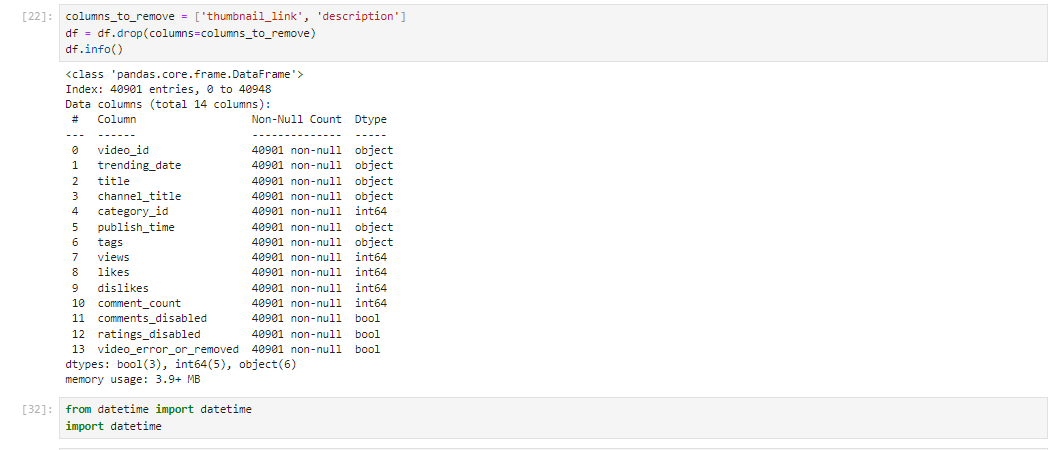 [22]: columns_to_remove = ['thumbnail_link', 'description']
df = df.drop(columns=columns_to_remove)
df.info()
<class 'pandas.core.frame.DataFrame'>
Index: 40901 entries, 0 to 40948
Data columns (total 14 columns):
 #   Column                  Non-Null Count  Dtype
---  ------                  --------------  -----
 0   video_id                40901 non-null  object
 1   trending_date           40901 non-null  object
 2   title                   40901 non-null  object
 3   channel_title           40901 non-null  object
 4   category_id             40901 non-null  int64
 5   publish_time            40901 non-null  object
 6   tags                    40901 non-null  object
 7   views                   40901 non-null  int64
 8   likes                   40901 non-null  int64
 9   dislikes                40901 non-null  int64
 10  comment_count           40901 non-null  int64
 11  comments_disabled       40901 non-null  bool
 12  ratings_disabled        40901 non-null  bool
 13  video_error_or_removed  40901 non-null  bool
dtypes: bool(3), int64(5), object(6)
memory usage: 3.9+ MB
[32]: from datetime import datetime
import datetime